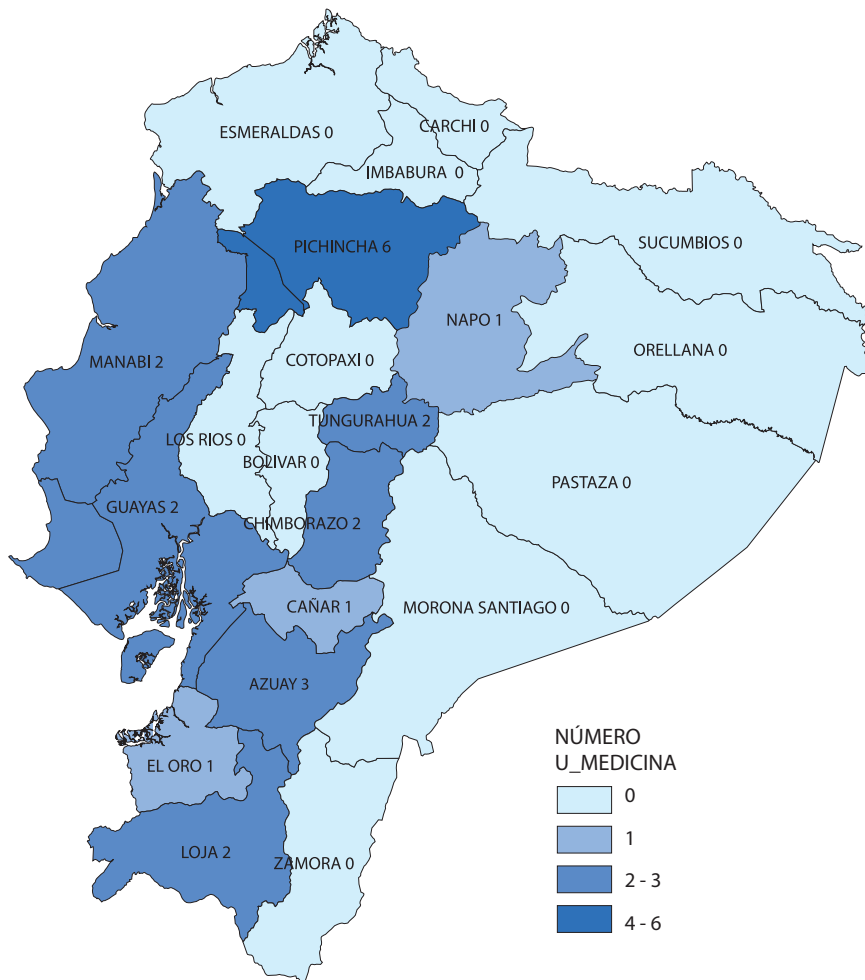 CARCHI 0
ESMERALDAS 0
IMBABURA 0
PICHINCHA 6
SUCUMBIOS 0
NAPO 1
ORELLANA 0
COTOPAXI 0
MANABI 2
TUNGURAHUA 2
LOS RIOS 0
BOLIVAR 0
PASTAZA 0
GUAYAS 2
CHIMBORAZO 2
CAÑAR 1
MORONA SANTIAGO 0
AZUAY 3
EL ORO 1
LOJA 2
ZAMORA 0
NÚMERO
U_MEDICINA
0
1
2 - 3
4 - 6